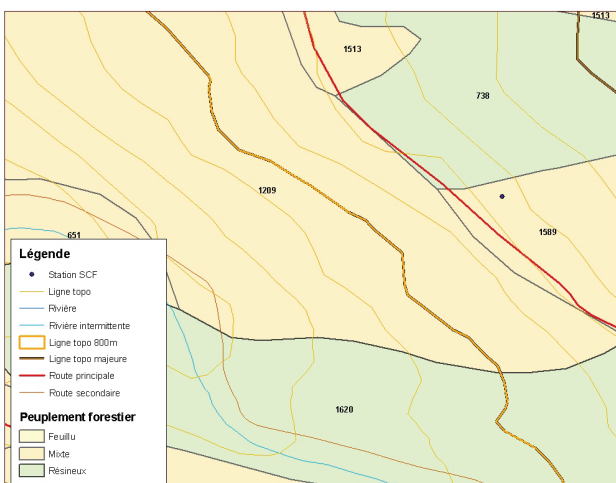 1513
1513
738
1209
651
1589
Légende
Station SCF
Ligne topo
Rivière
Rivière intermittente
Ligne topo 800m
Ligne topo majeure
Route principale
Route secondaire
Peuplement forestier
Feuillu
Mixte
Résineux
1620